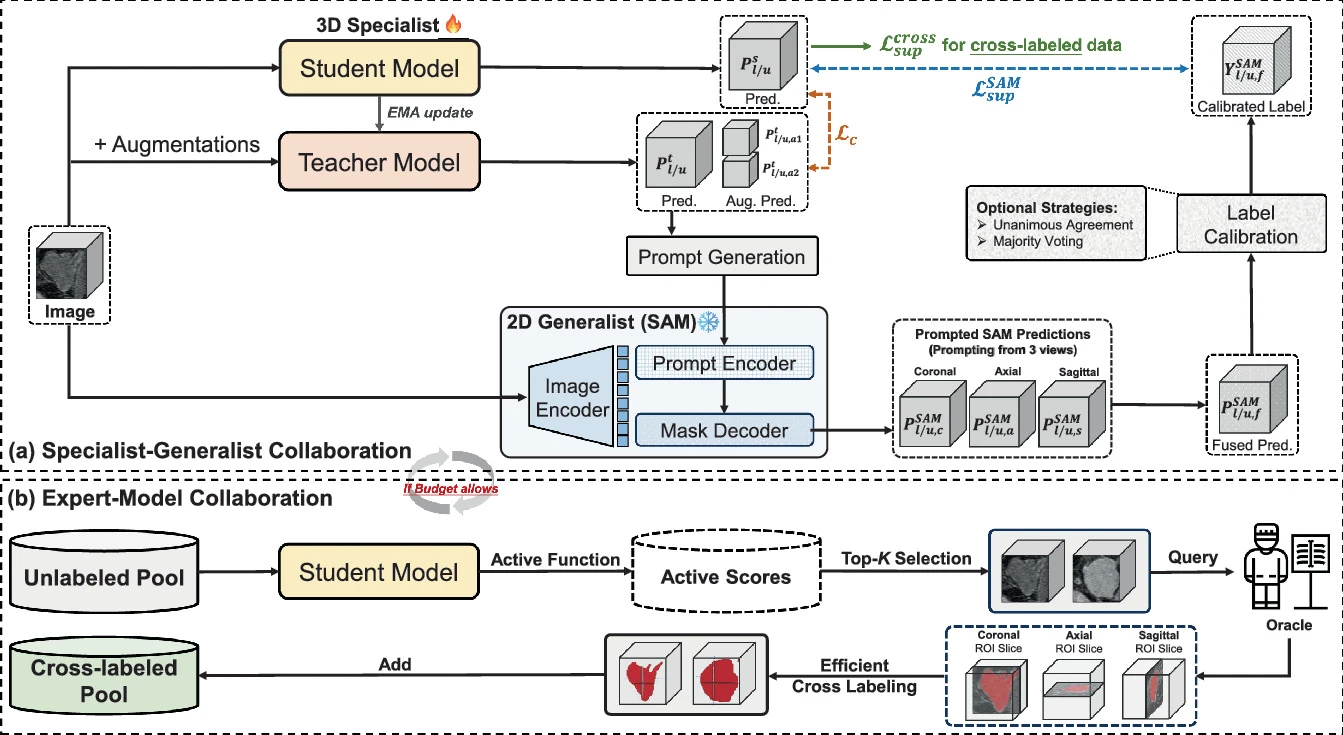 3D Specialist
Student Model
EMA update
+ Augmentations
Teacher Model
Image
P^s_{l/u}
Pred.
ℒ^{cross}_{sup} for cross-labeled data
ℒ^{SAM}_{sup}
ℒ_c
P^t_{l/u}
P^t_{l/u,a1}
P^t_{l/u,a2}
Pred. Aug. Pred.
Y^{SAM}_{l/u,f}
Calibrated Label
Optional Strategies:
➢ Unanimous Agreement
➢ Majority Voting
Label
Calibration
Prompt Generation
2D Generalist (SAM)
Image
Encoder
Prompt Encoder
Mask Decoder
Prompted SAM Predictions
(Prompting from 3 views)
Coronal Axial Sagittal
P^{SAM}_{l/u,c} P^{SAM}_{l/u,a} P^{SAM}_{l/u,s}
P^{SAM}_{l/u,f}
Fused Pred.
(a) Specialist-Generalist Collaboration
If Budget allows
(b) Expert-Model Collaboration
Unlabeled Pool
Student Model
Active Function
Active Scores
Top-K Selection
Query
Oracle
Coronal
ROI Slice
Axial
ROI Slice
Sagittal
ROI Slice
Efficient
Cross Labeling
Add
Cross-labeled
Pool